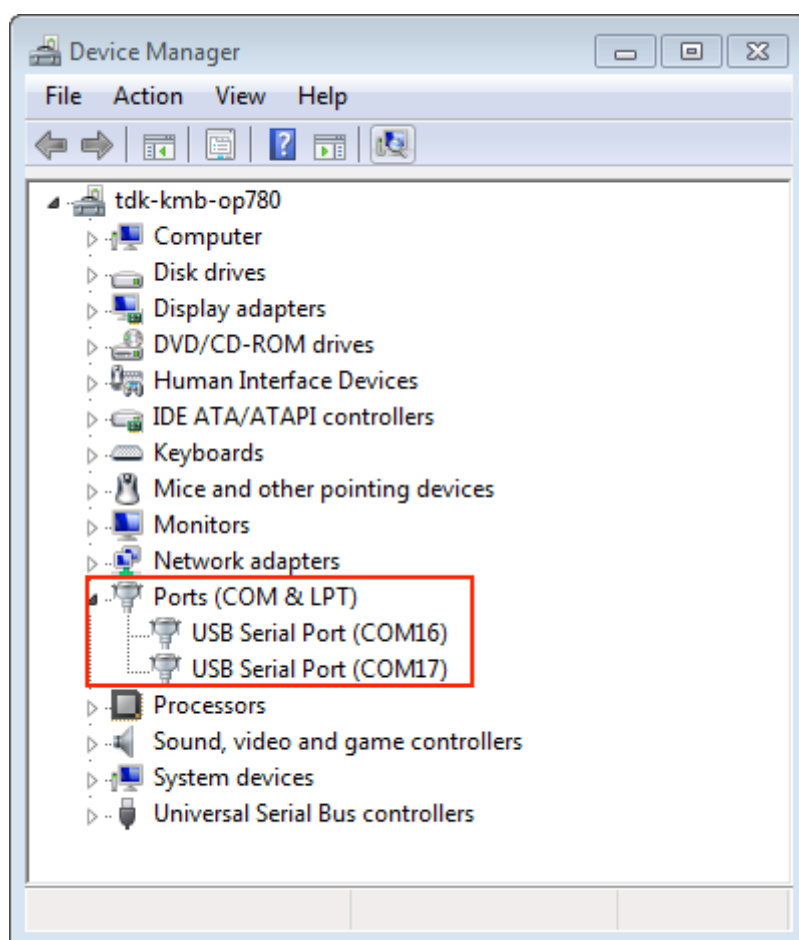 Device Manager
File Action View Help
tdk-kmb-op780
Computer
Disk drives
Display adapters
DVD/CD-ROM drives
Human Interface Devices
IDE ATA/ATAPI controllers
Keyboards
Mice and other pointing devices
Monitors
Network adapters
Ports (COM & LPT)
USB Serial Port (COM16)
USB Serial Port (COM17)
Processors
Sound, video and game controllers
System devices
Universal Serial Bus controllers